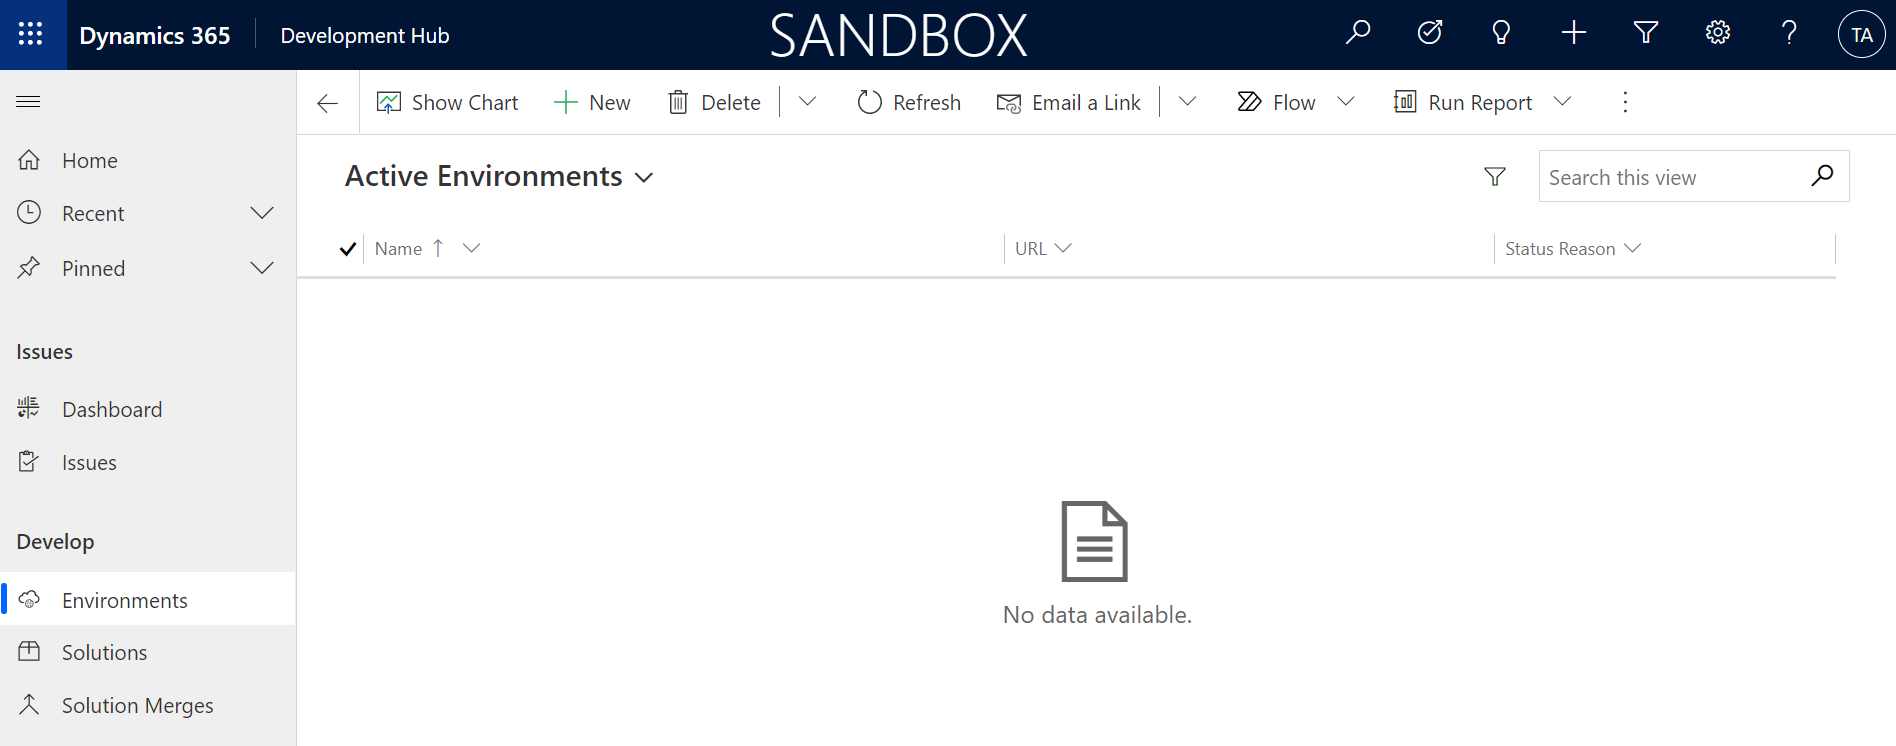 Dynamics 365
Development Hub
SANDBOX
TA
Show Chart
New
Delete
Refresh
Email a Link
Flow
Run Report
Home
Recent
Pinned
Issues
Dashboard
Issues
Develop
Environments
Solutions
Solution Merges
Active Environments
Search this view
Name
URL
Status Reason
No data available.